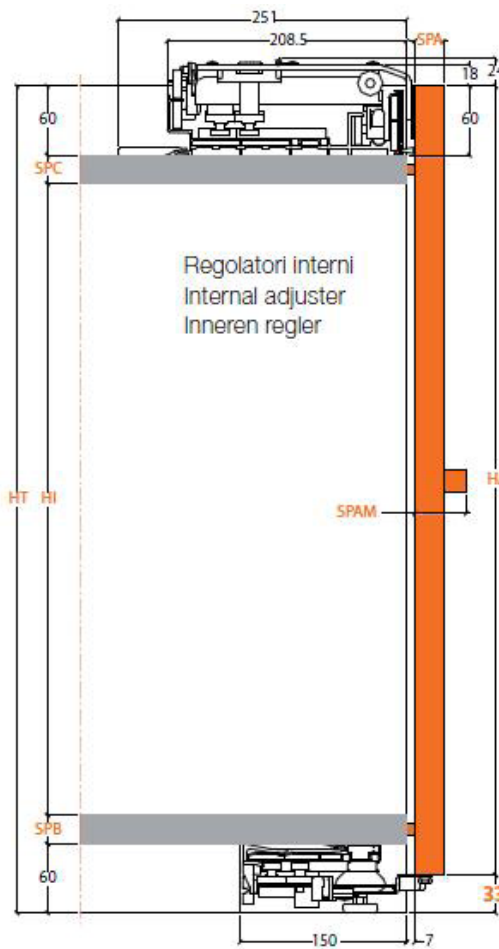 251
208.5
SPA
24
18
60
60
SPC
Regolatori interni
Internal adjuster
Inneren regler
HT
HI
SPAM
SPB
60
33
150
7